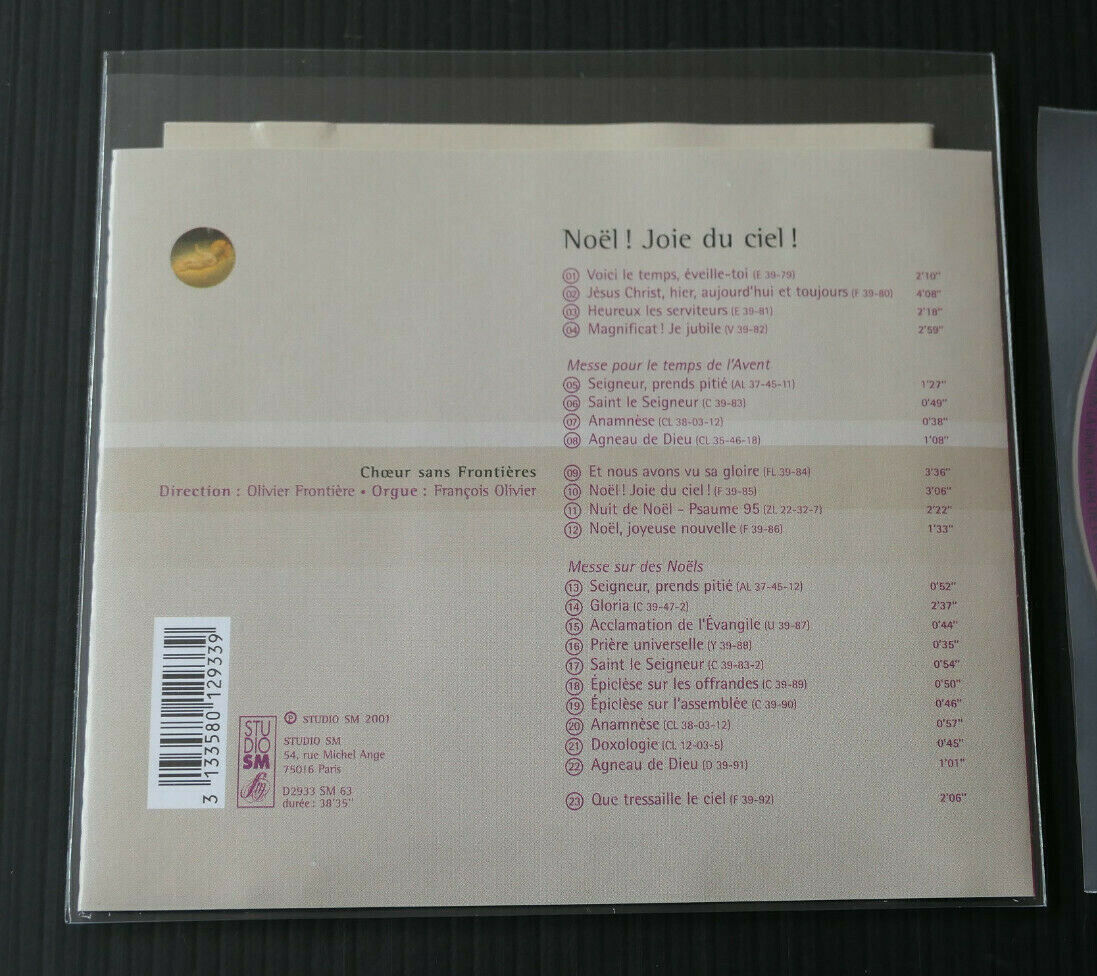 Noël ! Joie du ciel !
01 Voici le temps, éveille-toi (E 39-79) 2'10"
02 Jésus Christ, hier, aujourd'hui et toujours (F 39-80) 4'08"
03 Heureux les serviteurs (E 39-81) 2'18"
04 Magnificat ! Je jubile (V 39-82) 2'59"
Messe pour le temps de l'Avent
05 Seigneur, prends pitié (AL 37-45-11) 1'27"
06 Saint le Seigneur (C 39-83) 0'49"
07 Anamnèse (CL 38-03-12) 0'38"
08 Agneau de Dieu (CL 35-46-18) 1'08"
09 Et nous avons vu sa gloire (FL 39-84) 3'36"
10 Noël ! Joie du ciel ! (F 39-85) 3'06"
11 Nuit de Noël - Psaume 95 (ZL 22-32-7) 2'22"
12 Noël, joyeuse nouvelle (F 39-86) 1'33"
Messe sur des Noëls
13 Seigneur, prends pitié (AL 37-45-12) 0'52"
14 Gloria (C 39-47-2) 2'37"
15 Acclamation de l'Évangile (U 39-87) 0'44"
16 Prière universelle (Y 39-88) 0'35"
17 Saint le Seigneur (C 39-83-2) 0'54"
18 Épiclèse sur les offrandes (C 39-89) 0'50"
19 Épiclèse sur l'assemblée (C 39-90) 0'46"
20 Anamnèse (CL 38-03-12) 0'57"
21 Doxologie (CL 12-03-5) 0'45"
22 Agneau de Dieu (D 39-91) 1'01"
23 Que tressaille le ciel (F 39-92) 2'06"
Chœur sans Frontières
Direction : Olivier Frontière • Orgue : François Olivier
3 133580 129339
STU
DIO
SM
℗ STUDIO SM 2001
STUDIO SM
54, rue Michel Ange
75016 Paris
D2933 SM 63
durée : 38'35"